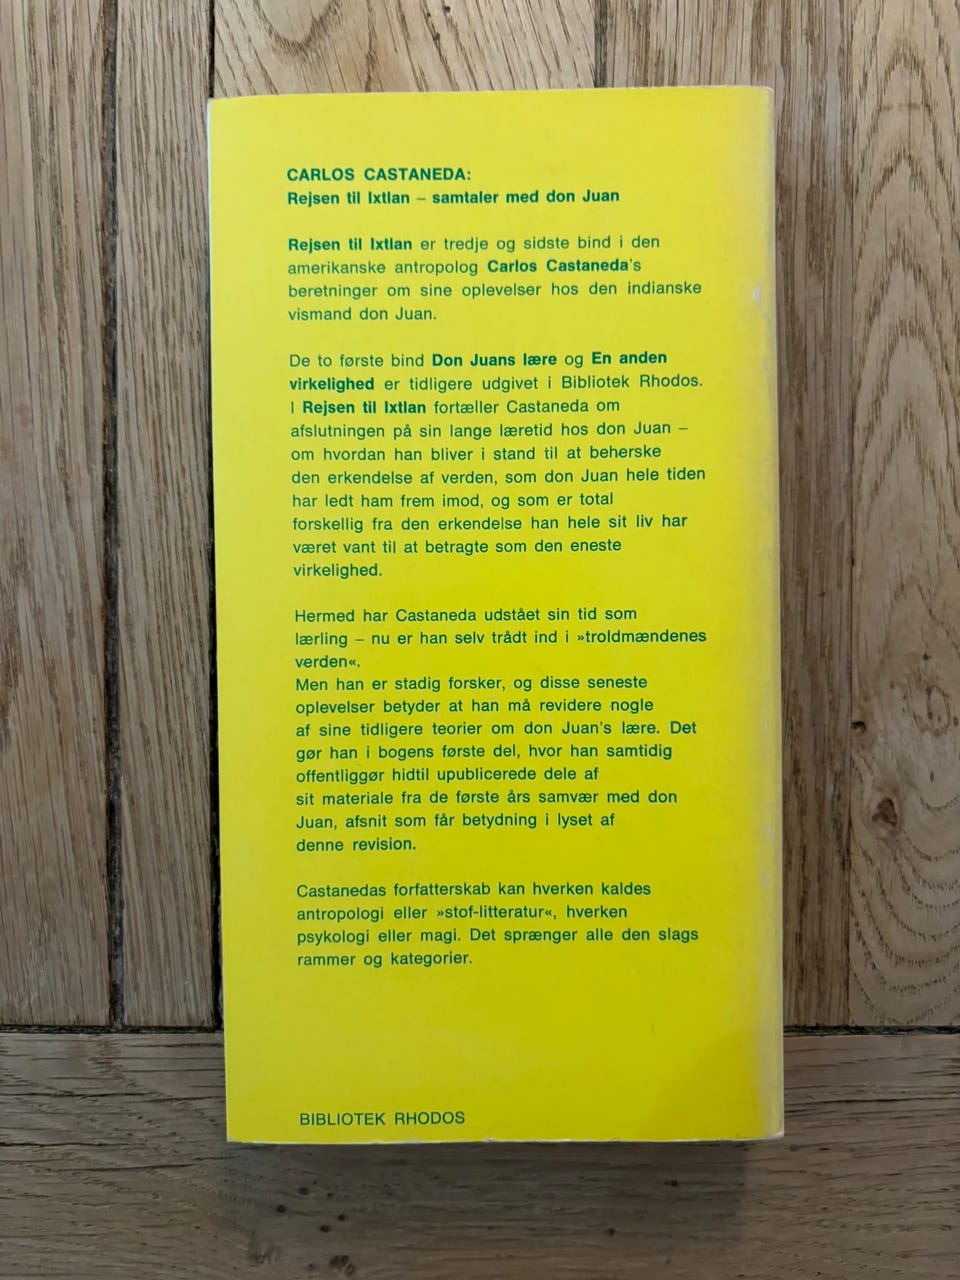 CARLOS CASTANEDA:
Rejsen til Ixtlan – samtaler med don Juan
Rejsen til Ixtlan er tredje og sidste bind i den
amerikanske antropolog Carlos Castaneda's
beretninger om sine oplevelser hos den indianske
vismand don Juan.
De to første bind Don Juans lære og En anden
virkelighed er tidligere udgivet i Bibliotek Rhodos.
I Rejsen til Ixtlan fortæller Castaneda om
afslutningen på sin lange læretid hos don Juan –
om hvordan han bliver i stand til at beherske
den erkendelse af verden, som don Juan hele tiden
har ledt ham frem imod, og som er total
forskellig fra den erkendelse han hele sit liv har
været vant til at betragte som den eneste
virkelighed.
Hermed har Castaneda udstået sin tid som
lærling – nu er han selv trådt ind i »troldmændenes
verden«.
Men han er stadig forsker, og disse seneste
oplevelser betyder at han må revidere nogle
af sine tidligere teorier om don Juan's lære. Det
gør han i bogens første del, hvor han samtidig
offentliggør hidtil upublicerede dele af
sit materiale fra de første års samvær med don
Juan, afsnit som får betydning i lyset af
denne revision.
Castanedas forfatterskab kan hverken kaldes
antropologi eller »stof-litteratur«, hverken
psykologi eller magi. Det sprænger alle den slags
rammer og kategorier.
BIBLIOTEK RHODOS